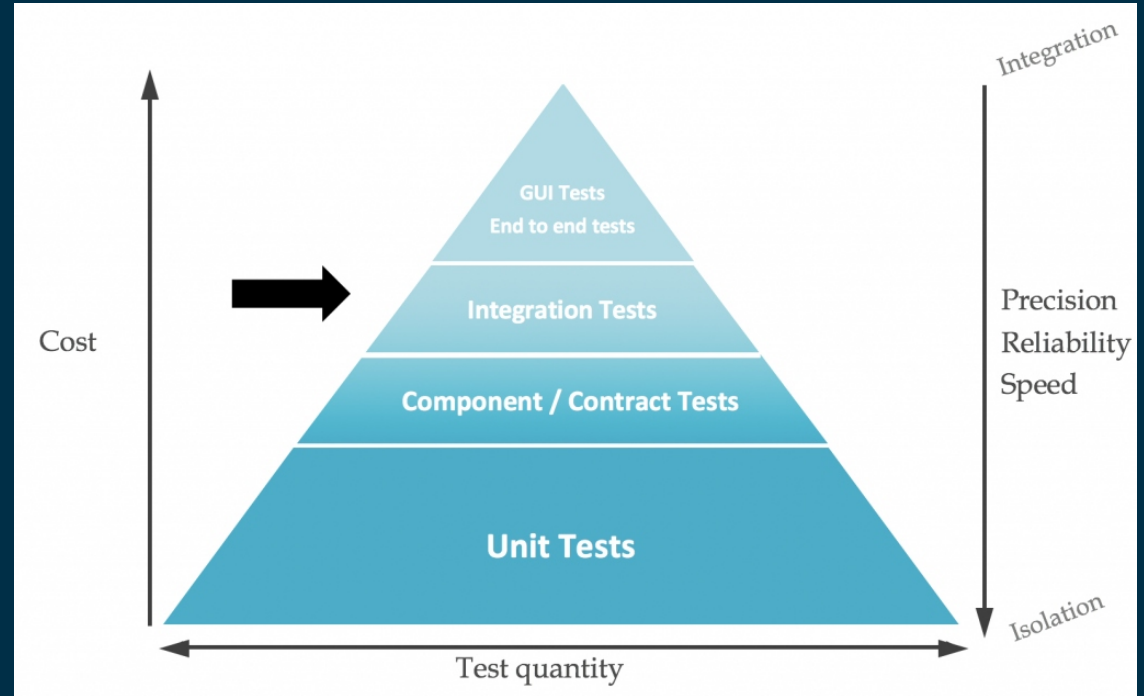 Integration
GUI Tests
End to end tests
Integration Tests
Precision
Reliability
Speed
Cost
Component / Contract Tests
Unit Tests
Isolation
Test quantity